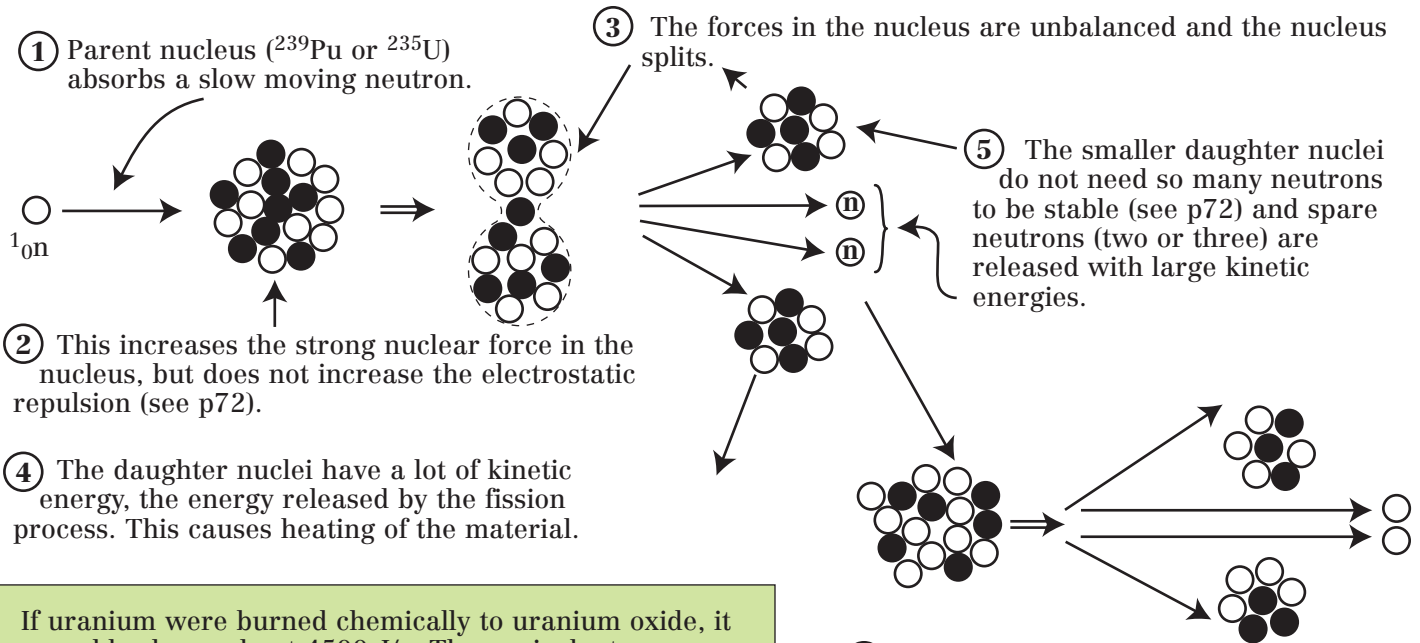 ① Parent nucleus (²³⁹Pu or ²³⁵U)
absorbs a slow moving neutron.
③ The forces in the nucleus are unbalanced and the nucleus
splits.
¹₀n
n
n
⑤ The smaller daughter nuclei
do not need so many neutrons
to be stable (see p72) and spare
neutrons (two or three) are
released with large kinetic
energies.
② This increases the strong nuclear force in the
nucleus, but does not increase the electrostatic
repulsion (see p72).
④ The daughter nuclei have a lot of kinetic
energy, the energy released by the fission
process. This causes heating of the material.
If uranium were burned chemically to uranium oxide, it